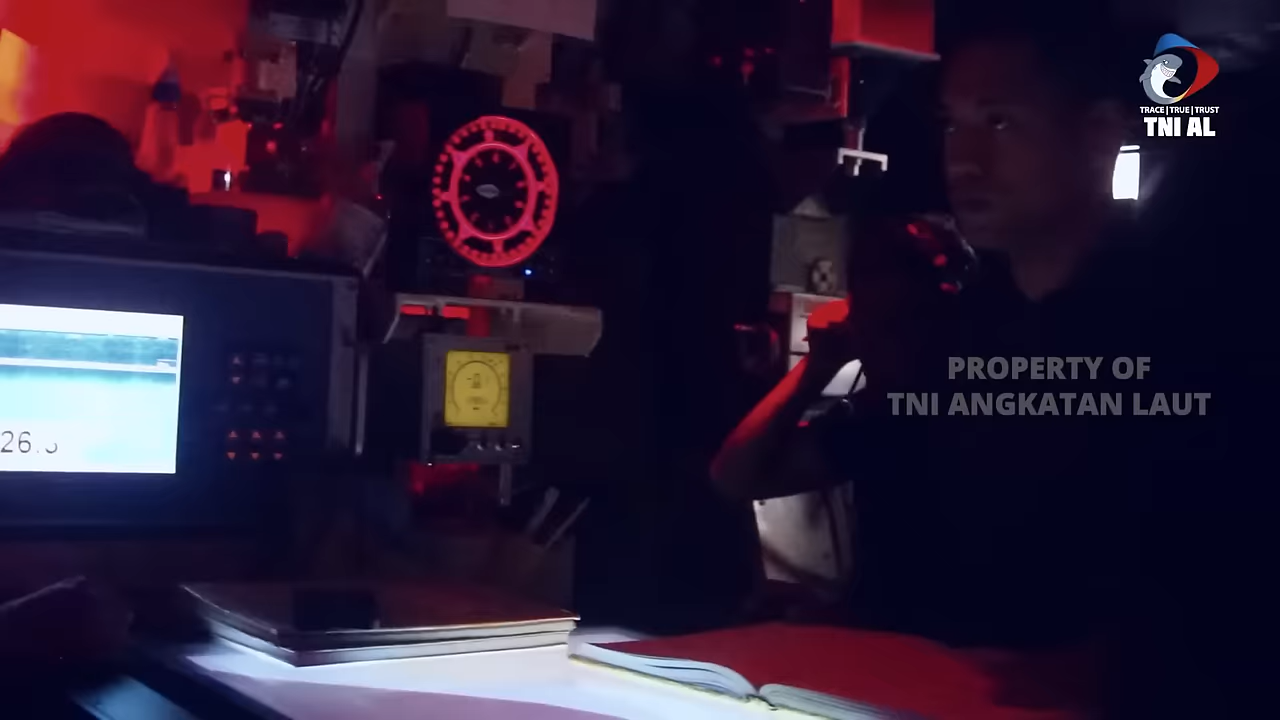 TRACE | TRUE | TRUST
TNI AL
PROPERTY OF
TNI ANGKATAN LAUT